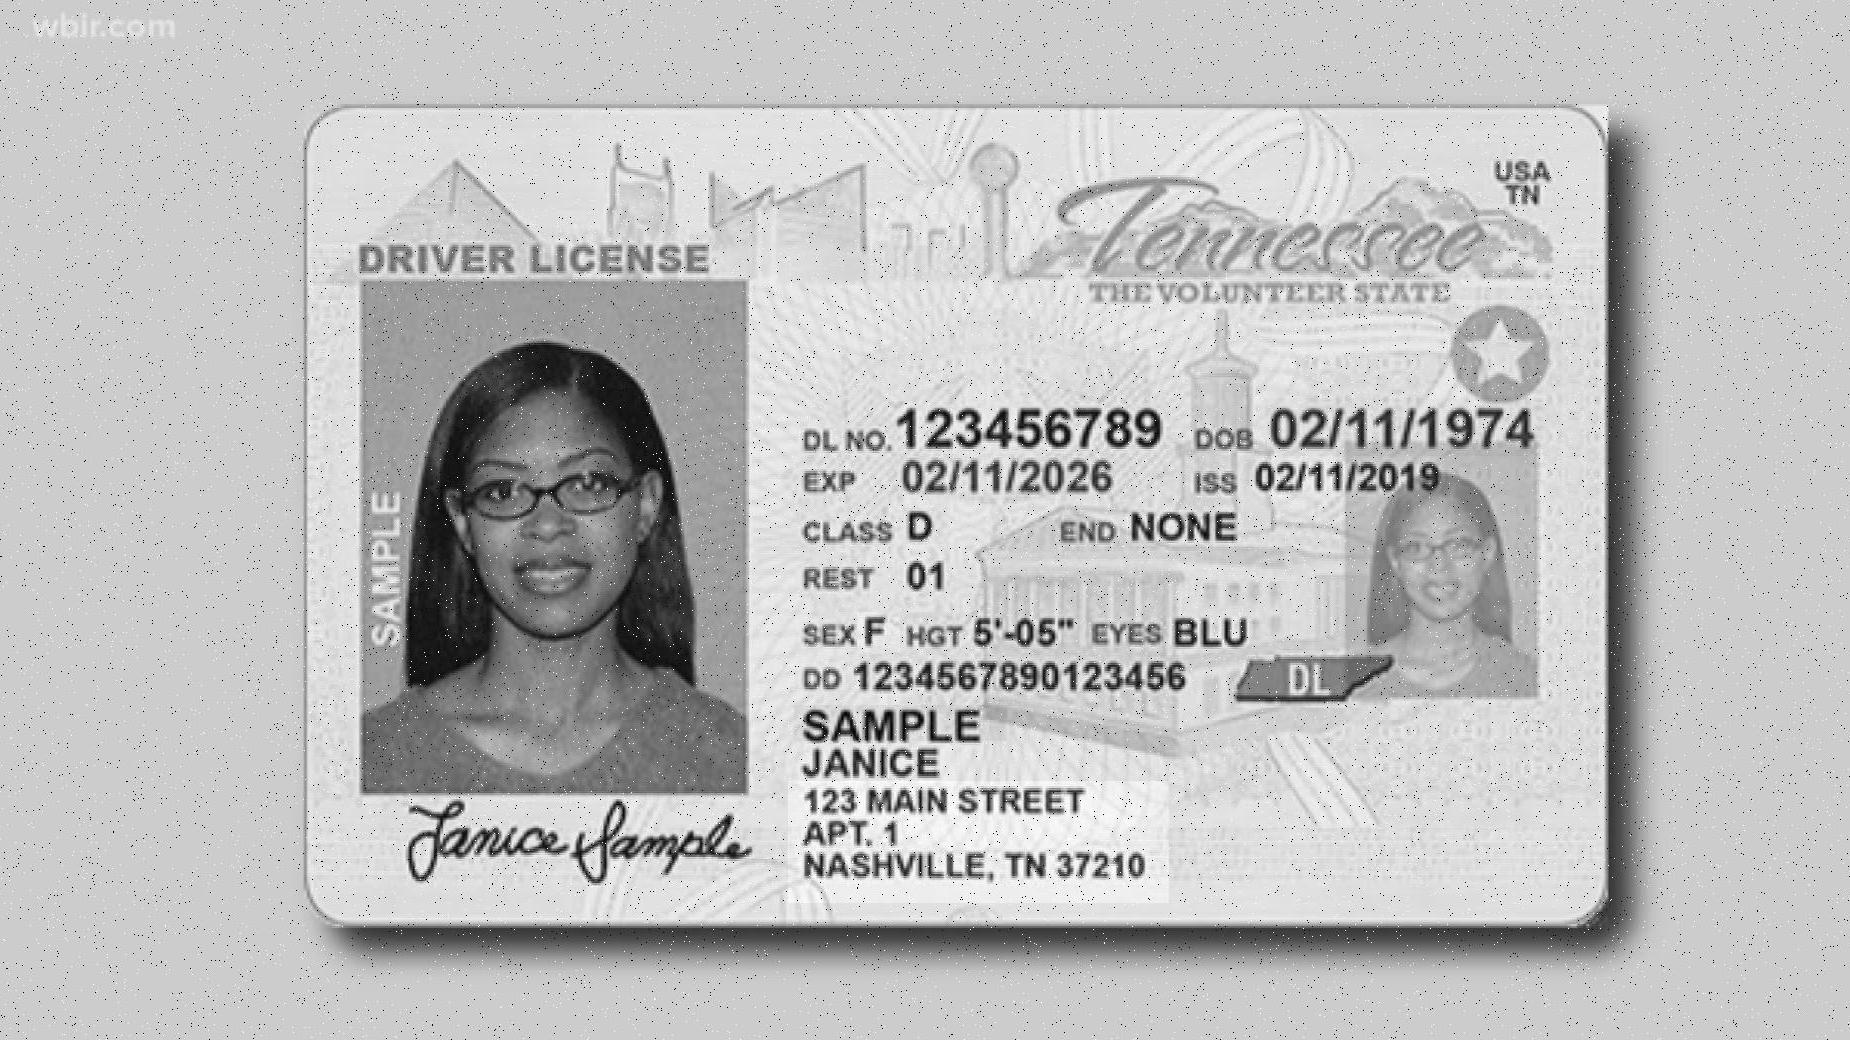 wbir.com
USA
TN
Tennessee
THE VOLUNTEER STATE
DRIVER LICENSE
SAMPLE
DL NO. 123456789 DOB 02/11/1974
EXP 02/11/2026 ISS 02/11/2019
CLASS D END NONE
REST 01
SEX F HGT 5'-05" EYES BLU
DD 1234567890123456
DL
SAMPLE
JANICE
123 MAIN STREET
APT. 1
NASHVILLE, TN 37210
Janice Sample